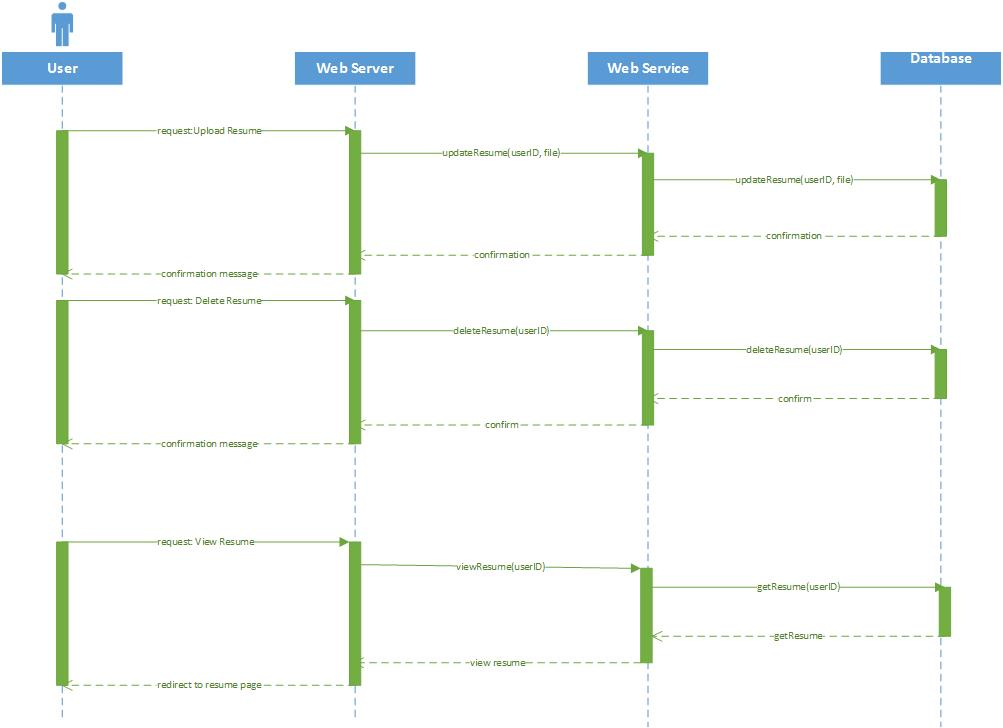 User
Web Server
Web Service
Database
request:Upload Resume
updateResume(userID, file)
updateResume(userID, file)
confirmation
confirmation
confirmation message
request: Delete Resume
deleteResume(userID)
deleteResume(userID)
confirm
confirm
confirmation message
request: View Resume
viewResume(userID)
getResume(userID)
getResume
view resume
redirect to resume page